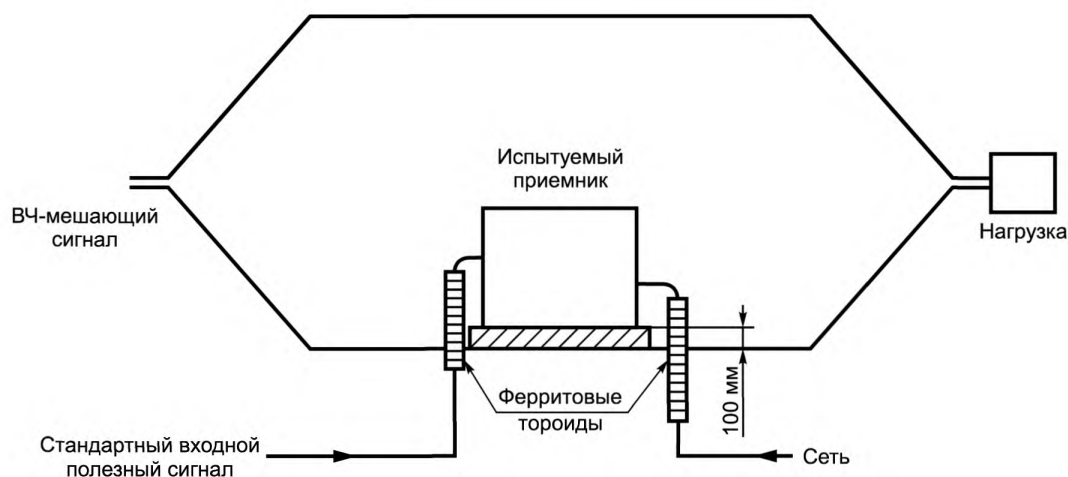 Испытуемый
приемник
ВЧ-мешающий
сигнал
Нагрузка
Ферритовые
тороиды
100 мм
Стандартный входной
полезный сигнал
Сеть